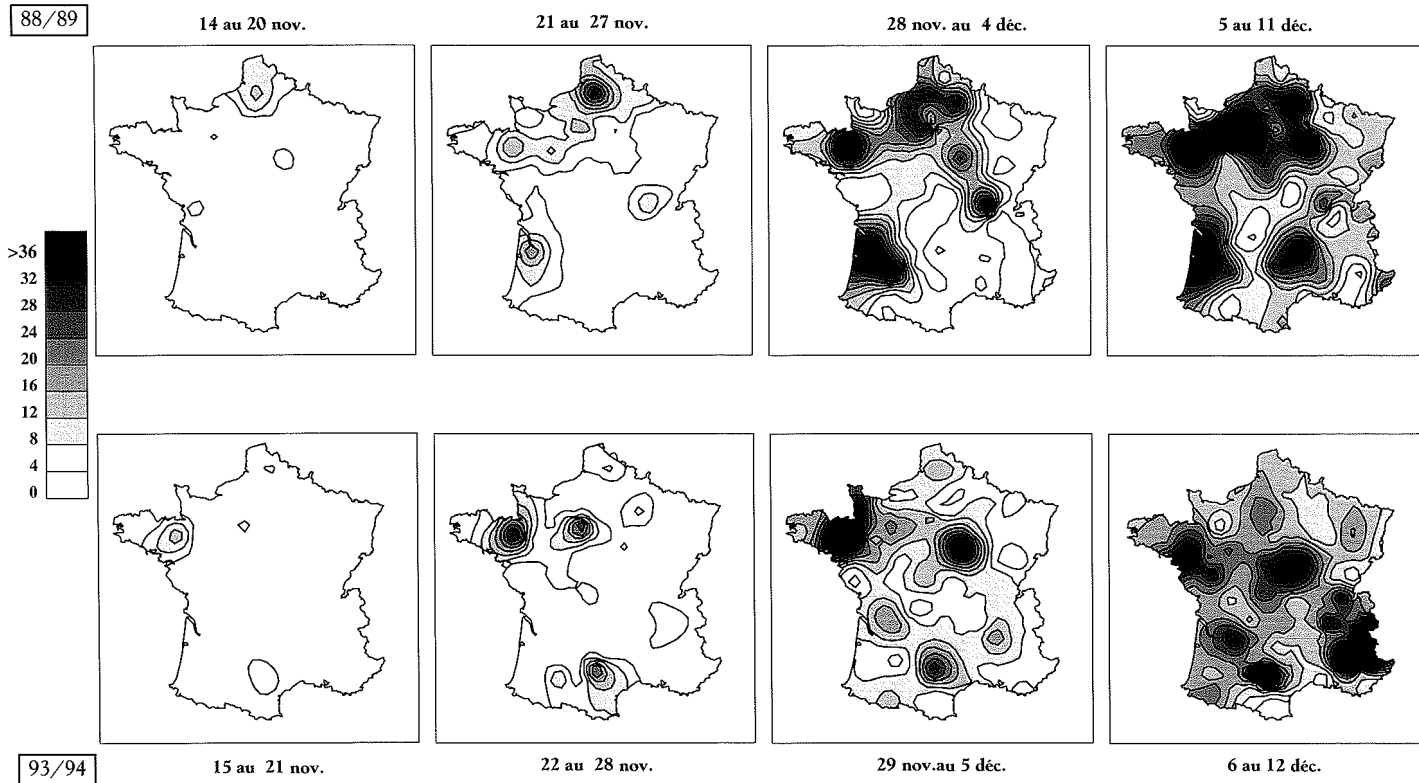 88/89
14 au 20 nov.
21 au 27 nov.
28 nov. au 4 déc.
5 au 11 déc.
>36
32
28
24
20
16
12
8
4
0
93/94
15 au 21 nov.
22 au 28 nov.
29 nov.au 5 déc.
6 au 12 déc.